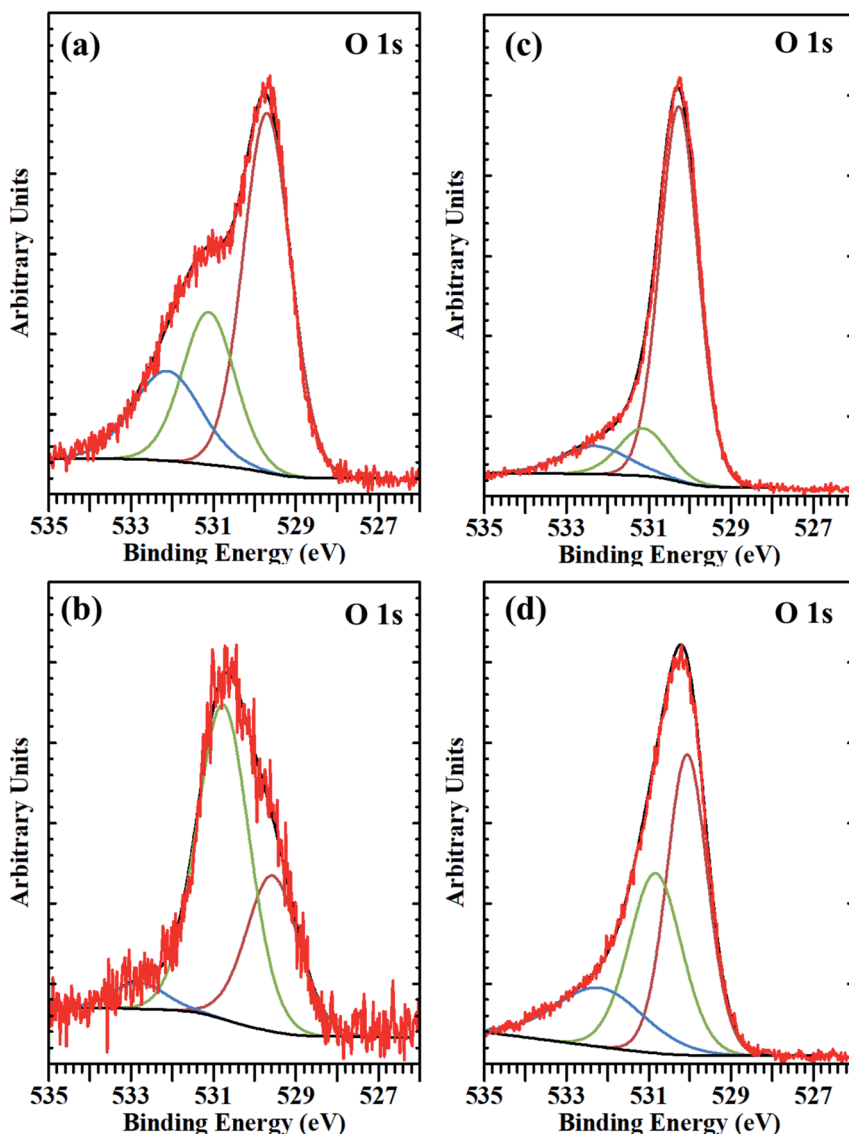 (a) O 1s
Arbitrary Units
535 533 531 529 527
Binding Energy (eV)
(c) O 1s
Arbitrary Units
535 533 531 529 527
Binding Energy (eV)
(b) O 1s
Arbitrary Units
535 533 531 529 527
Binding Energy (eV)
(d) O 1s
Arbitrary Units
535 533 531 529 527
Binding Energy (eV)